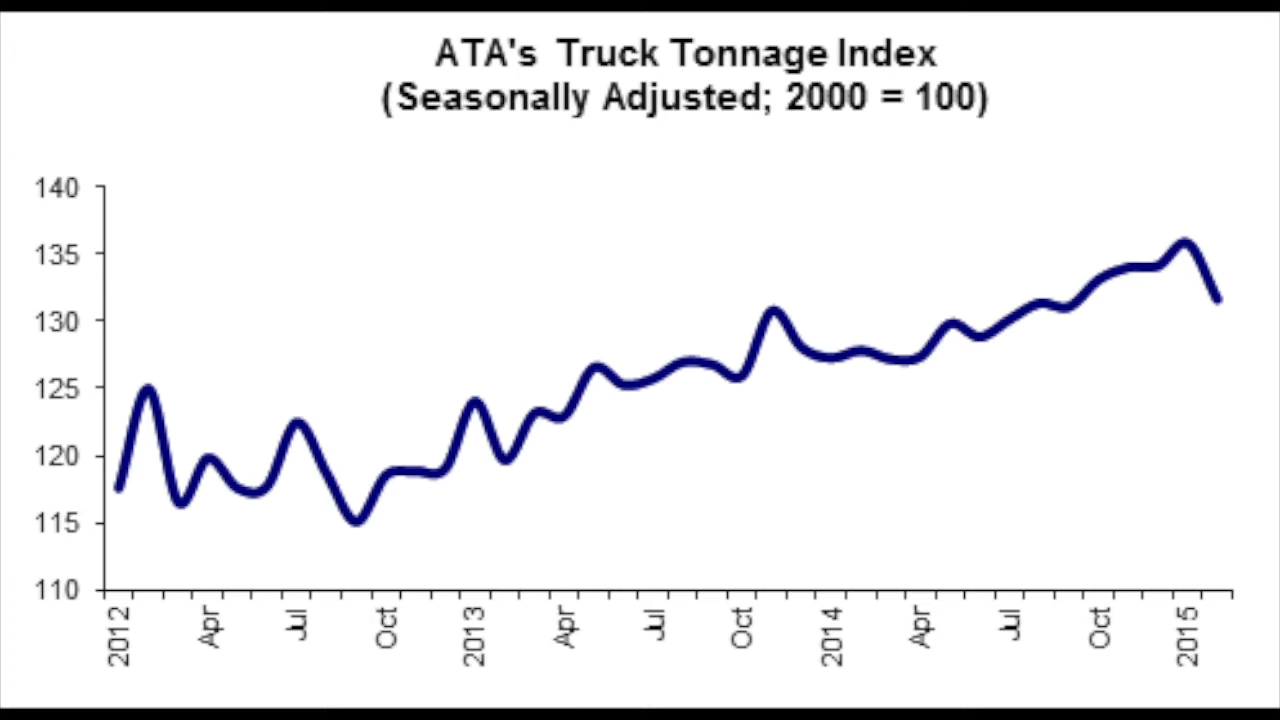 ATA's Truck Tonnage Index
(Seasonally Adjusted; 2000 = 100)
140
135
130
125
120
115
110
2012
Apr
Jul
Oct
2013
Apr
Jul
Oct
2014
Apr
Jul
Oct
2015